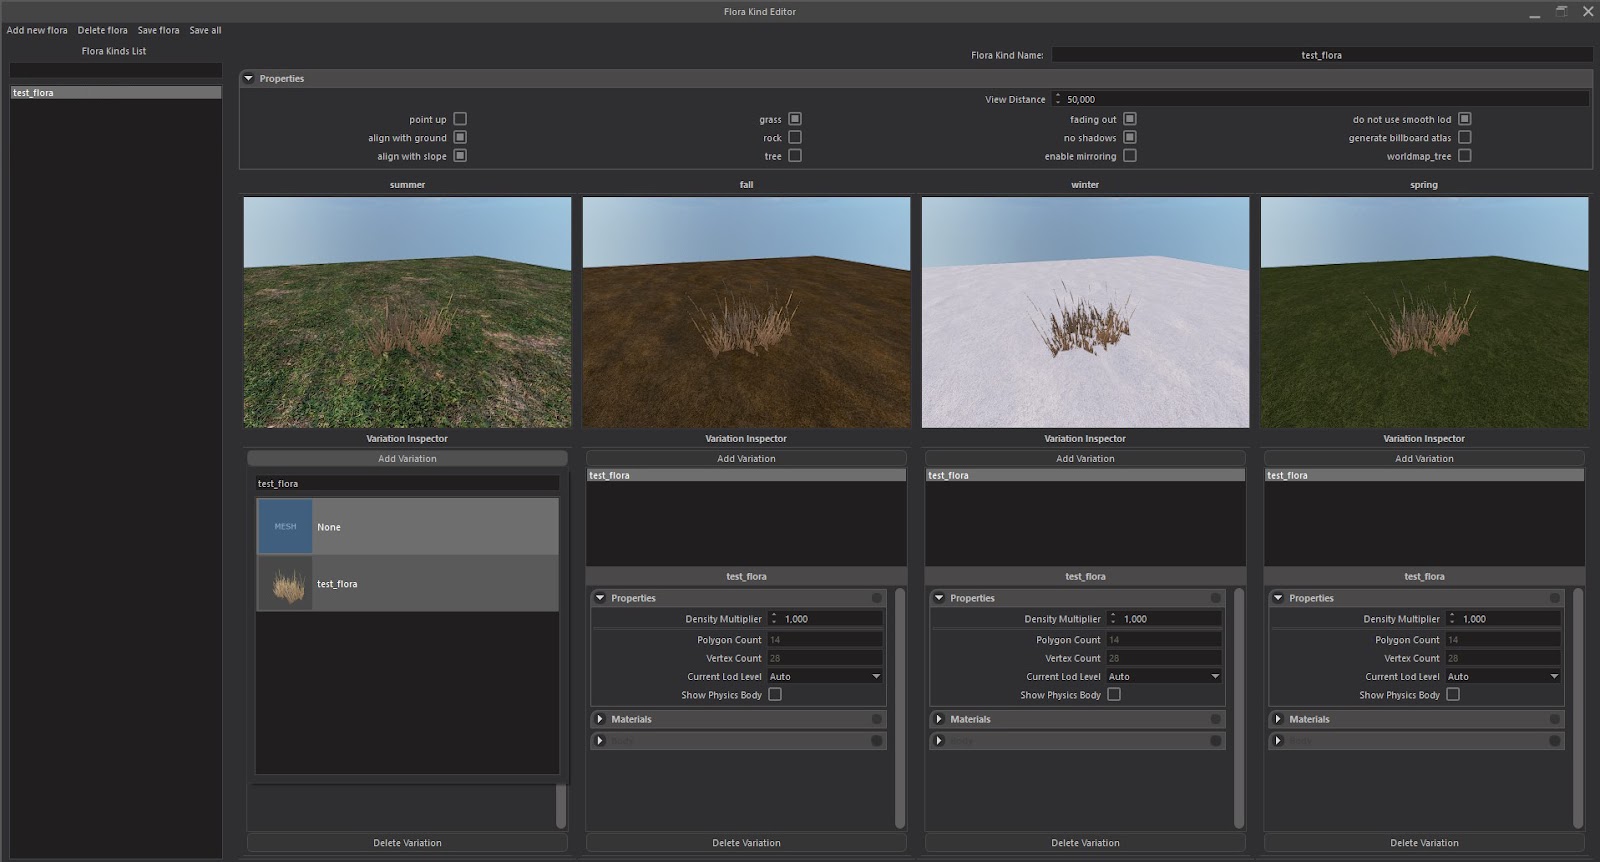 Flora Kind Editor
Add new flora Delete flora Save flora Save all
Flora Kinds List
test_flora
Flora Kind Name: test_flora
Properties
View Distance 50,000
point up grass fading out do not use smooth lod
align with ground rock no shadows generate billboard atlas
align with slope tree enable mirroring worldmap_tree
summer fall winter spring
Variation Inspector Variation Inspector Variation Inspector Variation Inspector
Add Variation Add Variation Add Variation Add Variation
test_flora
MESH None
test_flora
test_flora test_flora test_flora
test_flora test_flora test_flora
Properties Properties Properties
Density Multiplier 1,000 Density Multiplier 1,000 Density Multiplier 1,000
Polygon Count 14 Polygon Count 14 Polygon Count 14
Vertex Count 28 Vertex Count 28 Vertex Count 28
Current Lod Level Auto Current Lod Level Auto Current Lod Level Auto
Show Physics Body Show Physics Body Show Physics Body
Materials Materials Materials
Body Body Body
Delete Variation Delete Variation Delete Variation Delete Variation